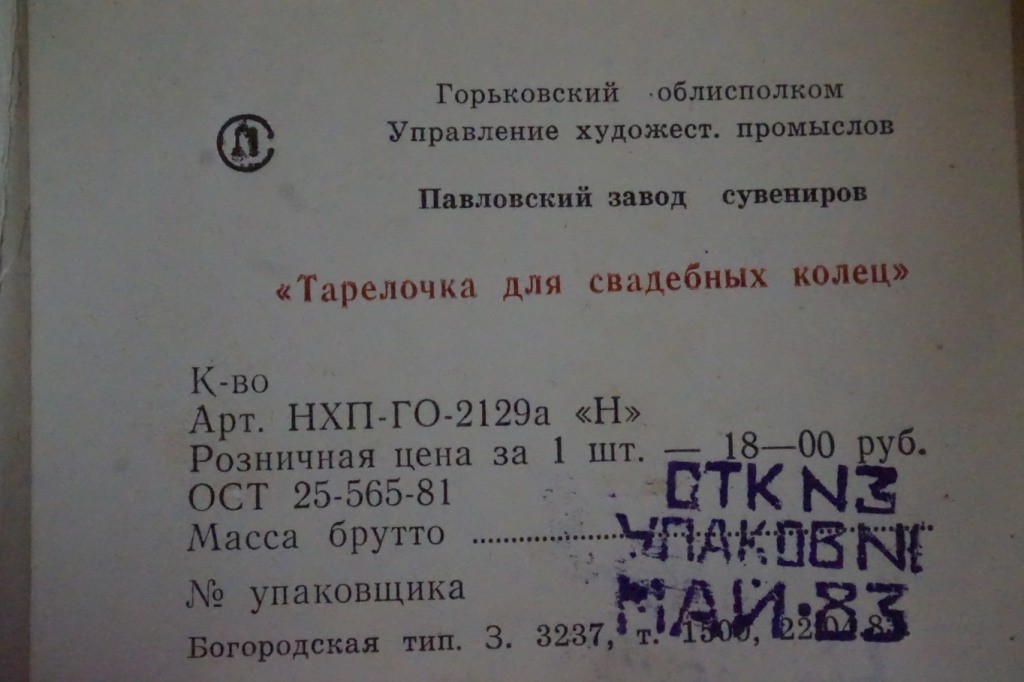 Горьковский облисполком
Управление художест. промыслов
Павловский завод сувениров
«Тарелочка для свадебных колец»
К-во
Арт. НХП-ГО-2129а «Н»
Розничная цена за 1 шт. — 18—00 руб.
ОСТ 25-565-81
ОТК N3
Масса брутто
УПАКОВ N1
№ упаковщика
МАЙ·83
Богородская тип. З. 3237, т. 1500,